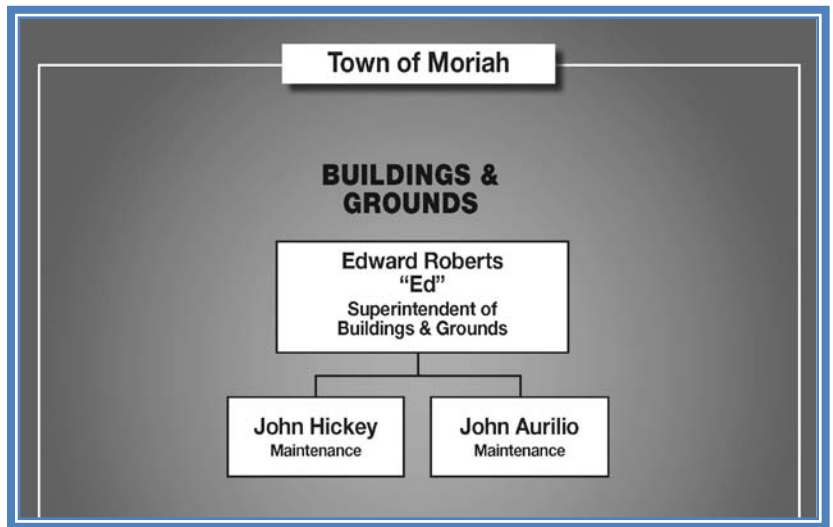 Town of Moriah
BUILDINGS &
GROUNDS
Edward Roberts
“Ed”
Superintendent of
Buildings & Grounds
John Hickey
Maintenance
John Aurilio
Maintenance